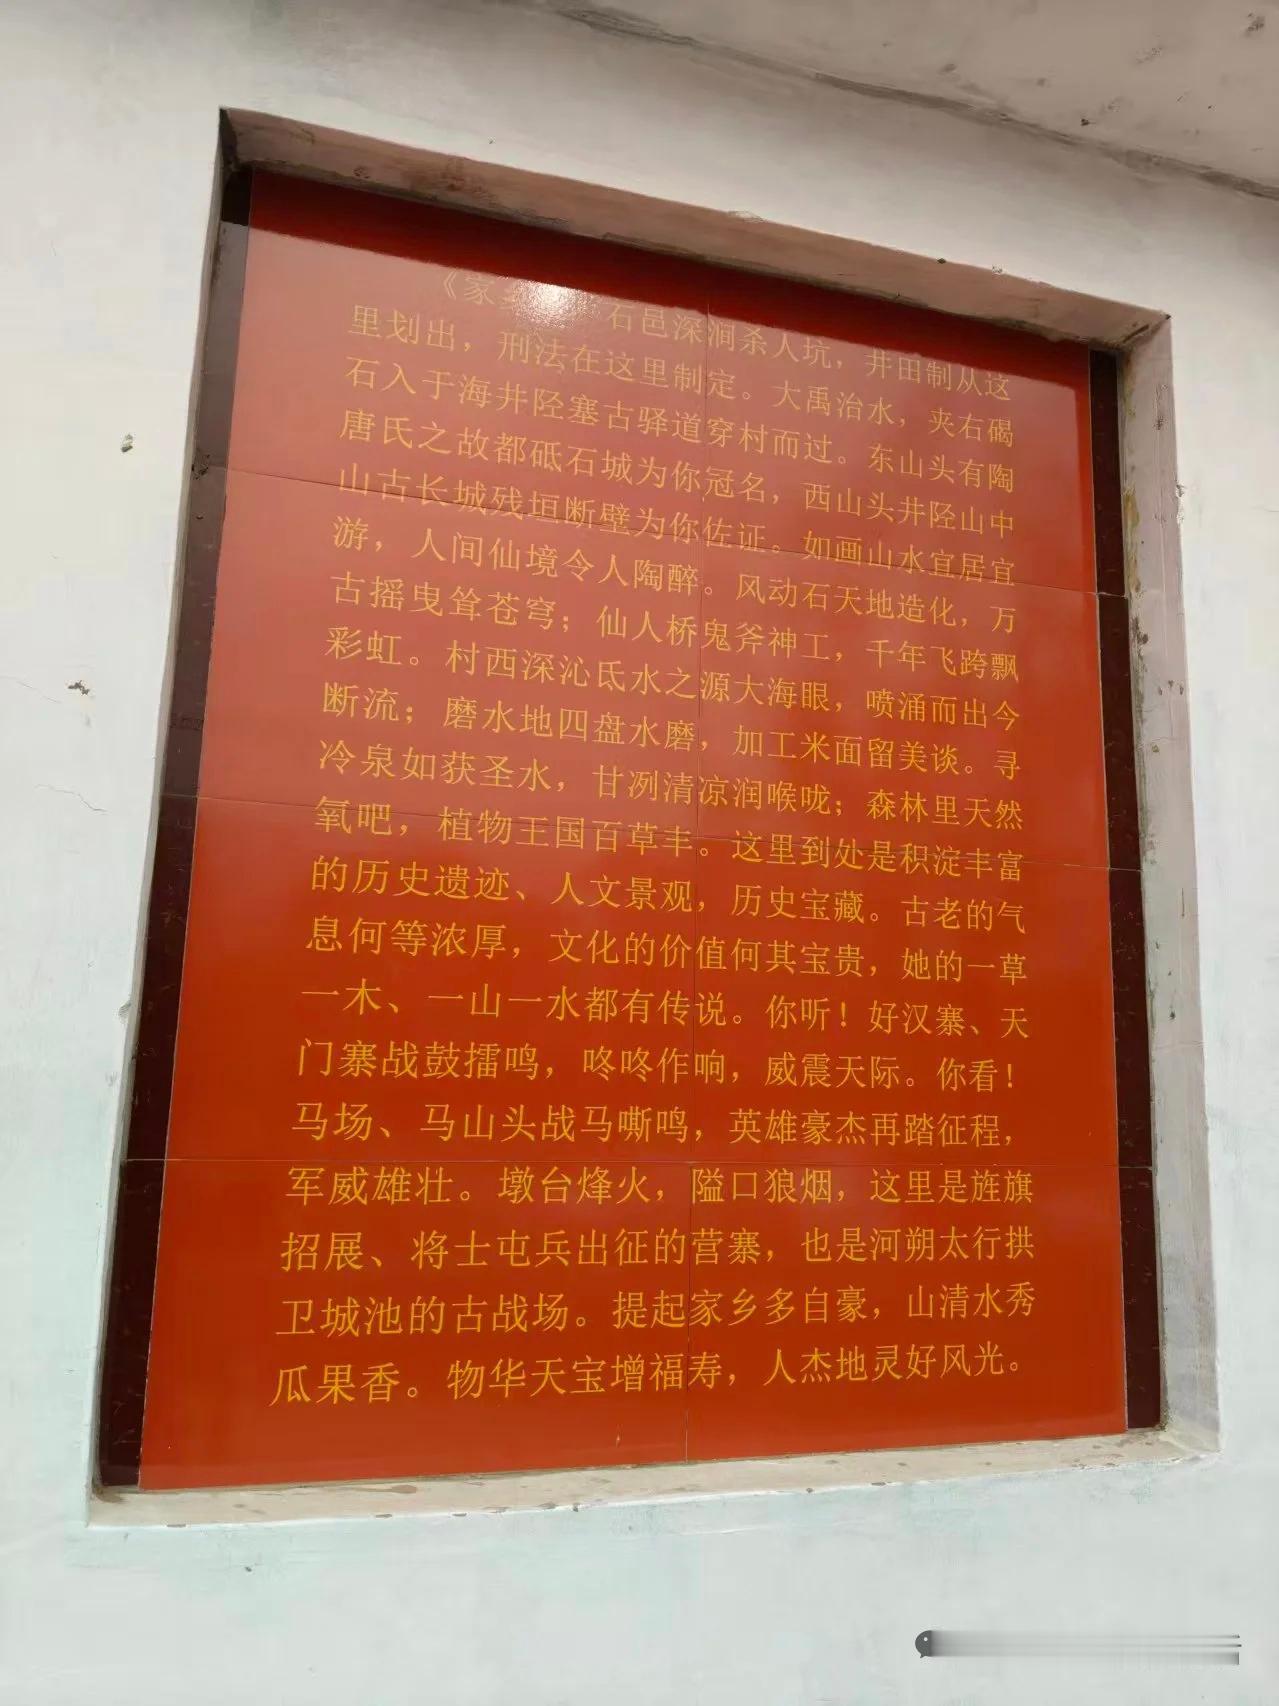 《家乡 石邑深涧杀人坑，井田制从这
里划出，刑法在这里制定。大禹治水，夹右碣
石入于海井陉塞古驿道穿村而过。东山头有陶
唐氏之故都砥石城为你冠名，西山头井陉山中
山古长城残垣断壁为你佐证。如画山水宜居宜
游，人间仙境令人陶醉。风动石天地造化，万
古摇曳耸苍穹；仙人桥鬼斧神工，千年飞跨飘
彩虹。村西深沁氐水之源大海眼，喷涌而出今
断流；磨水地四盘水磨，加工米面留美谈。寻
冷泉如获圣水，甘冽清凉润喉咙；森林里天然
氧吧，植物王国百草丰。这里到处是积淀丰富
的历史遗迹、人文景观，历史宝藏。古老的气
息何等浓厚，文化的价值何其宝贵，她的一草
一木、一山一水都有传说。你听！好汉寨、天
门寨战鼓擂鸣，咚咚作响，威震天际。你看！
马场、马山头战马嘶鸣，英雄豪杰再踏征程，
军威雄壮。墩台烽火，隘口狼烟，这里是旌旗
招展、将士屯兵出征的营寨，也是河朔太行拱
卫城池的古战场。提起家乡多自豪，山清水秀
瓜果香。物华天宝增福寿，人杰地灵好风光。